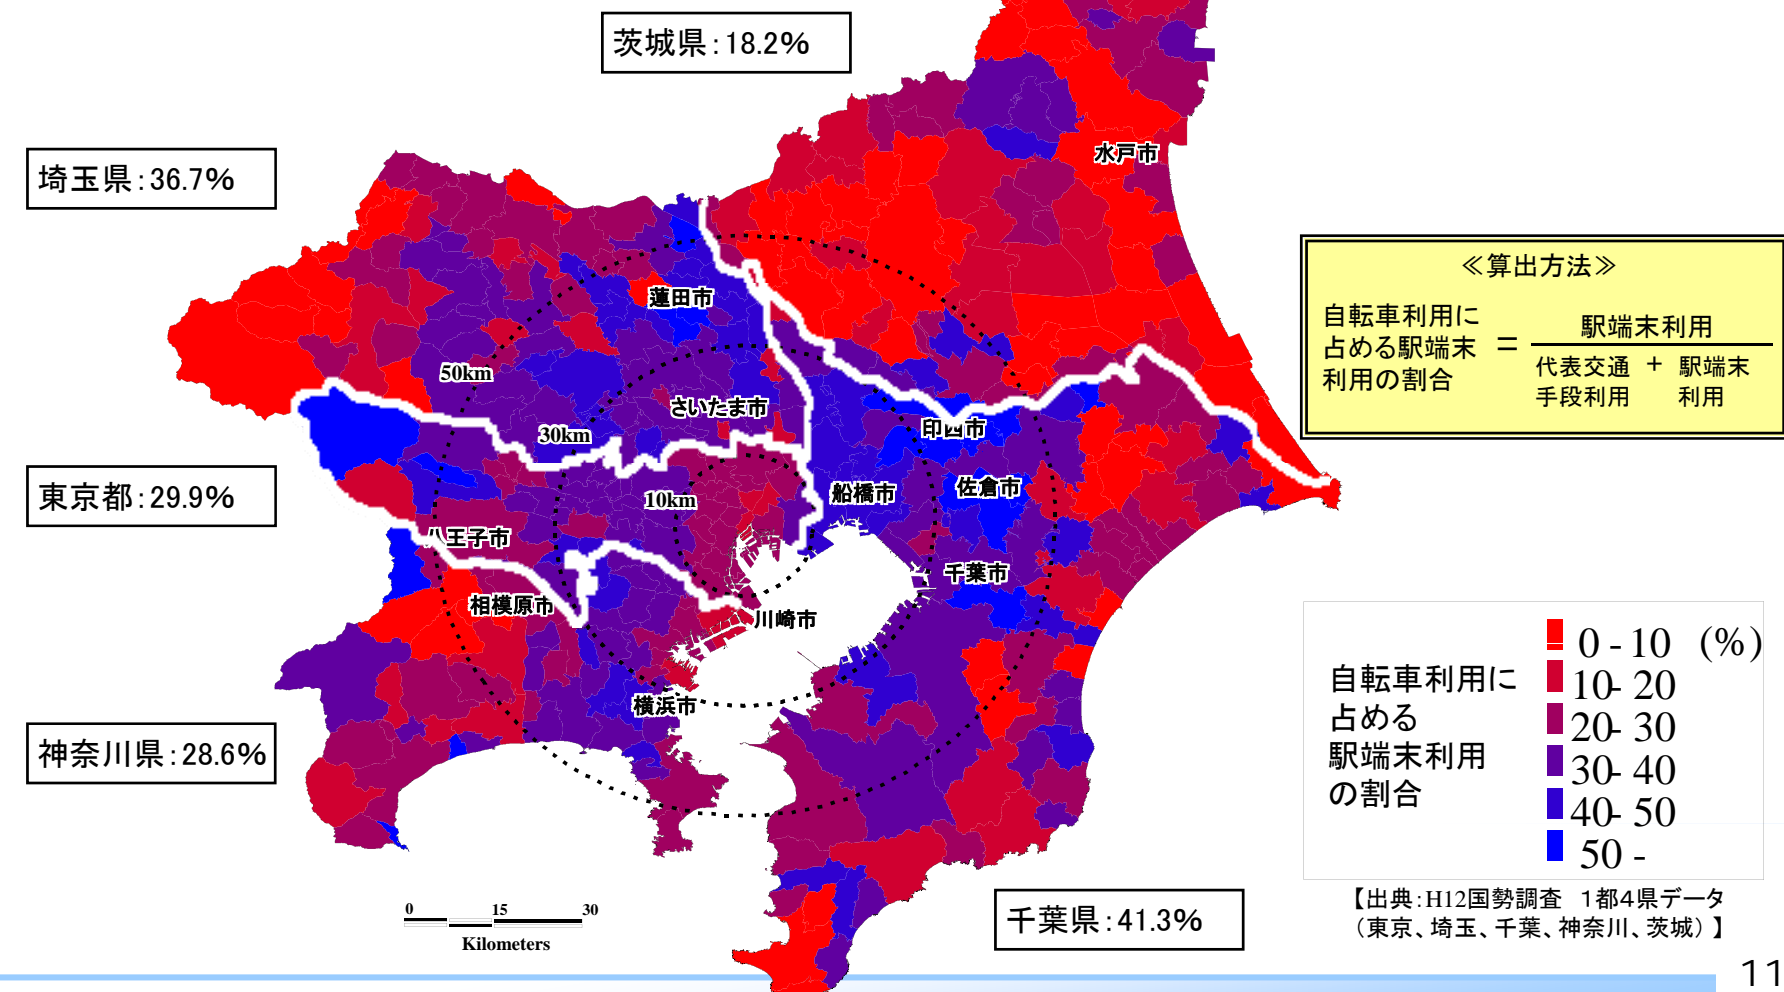 茨城県:18.2%
埼玉県:36.7%
水戸市
≪算出方法≫
自転車利用に
占める駅端末
利用の割合
=
駅端末利用
代表交通
手段利用
+
駅端末
利用
蓮田市
50km
さいたま市
30km
印西市
東京都:29.9%
10km
船橋市
佐倉市
八王子市
千葉市
相模原市
川崎市
横浜市
神奈川県:28.6%
自転車利用に
占める
駅端末利用
の割合
0 - 10 (%)
10- 20
20- 30
30- 40
40- 50
50 -
0 15 30
Kilometers
千葉県:41.3%
【出典:H12国勢調査 1都4県データ
(東京、埼玉、千葉、神奈川、茨城)】
11